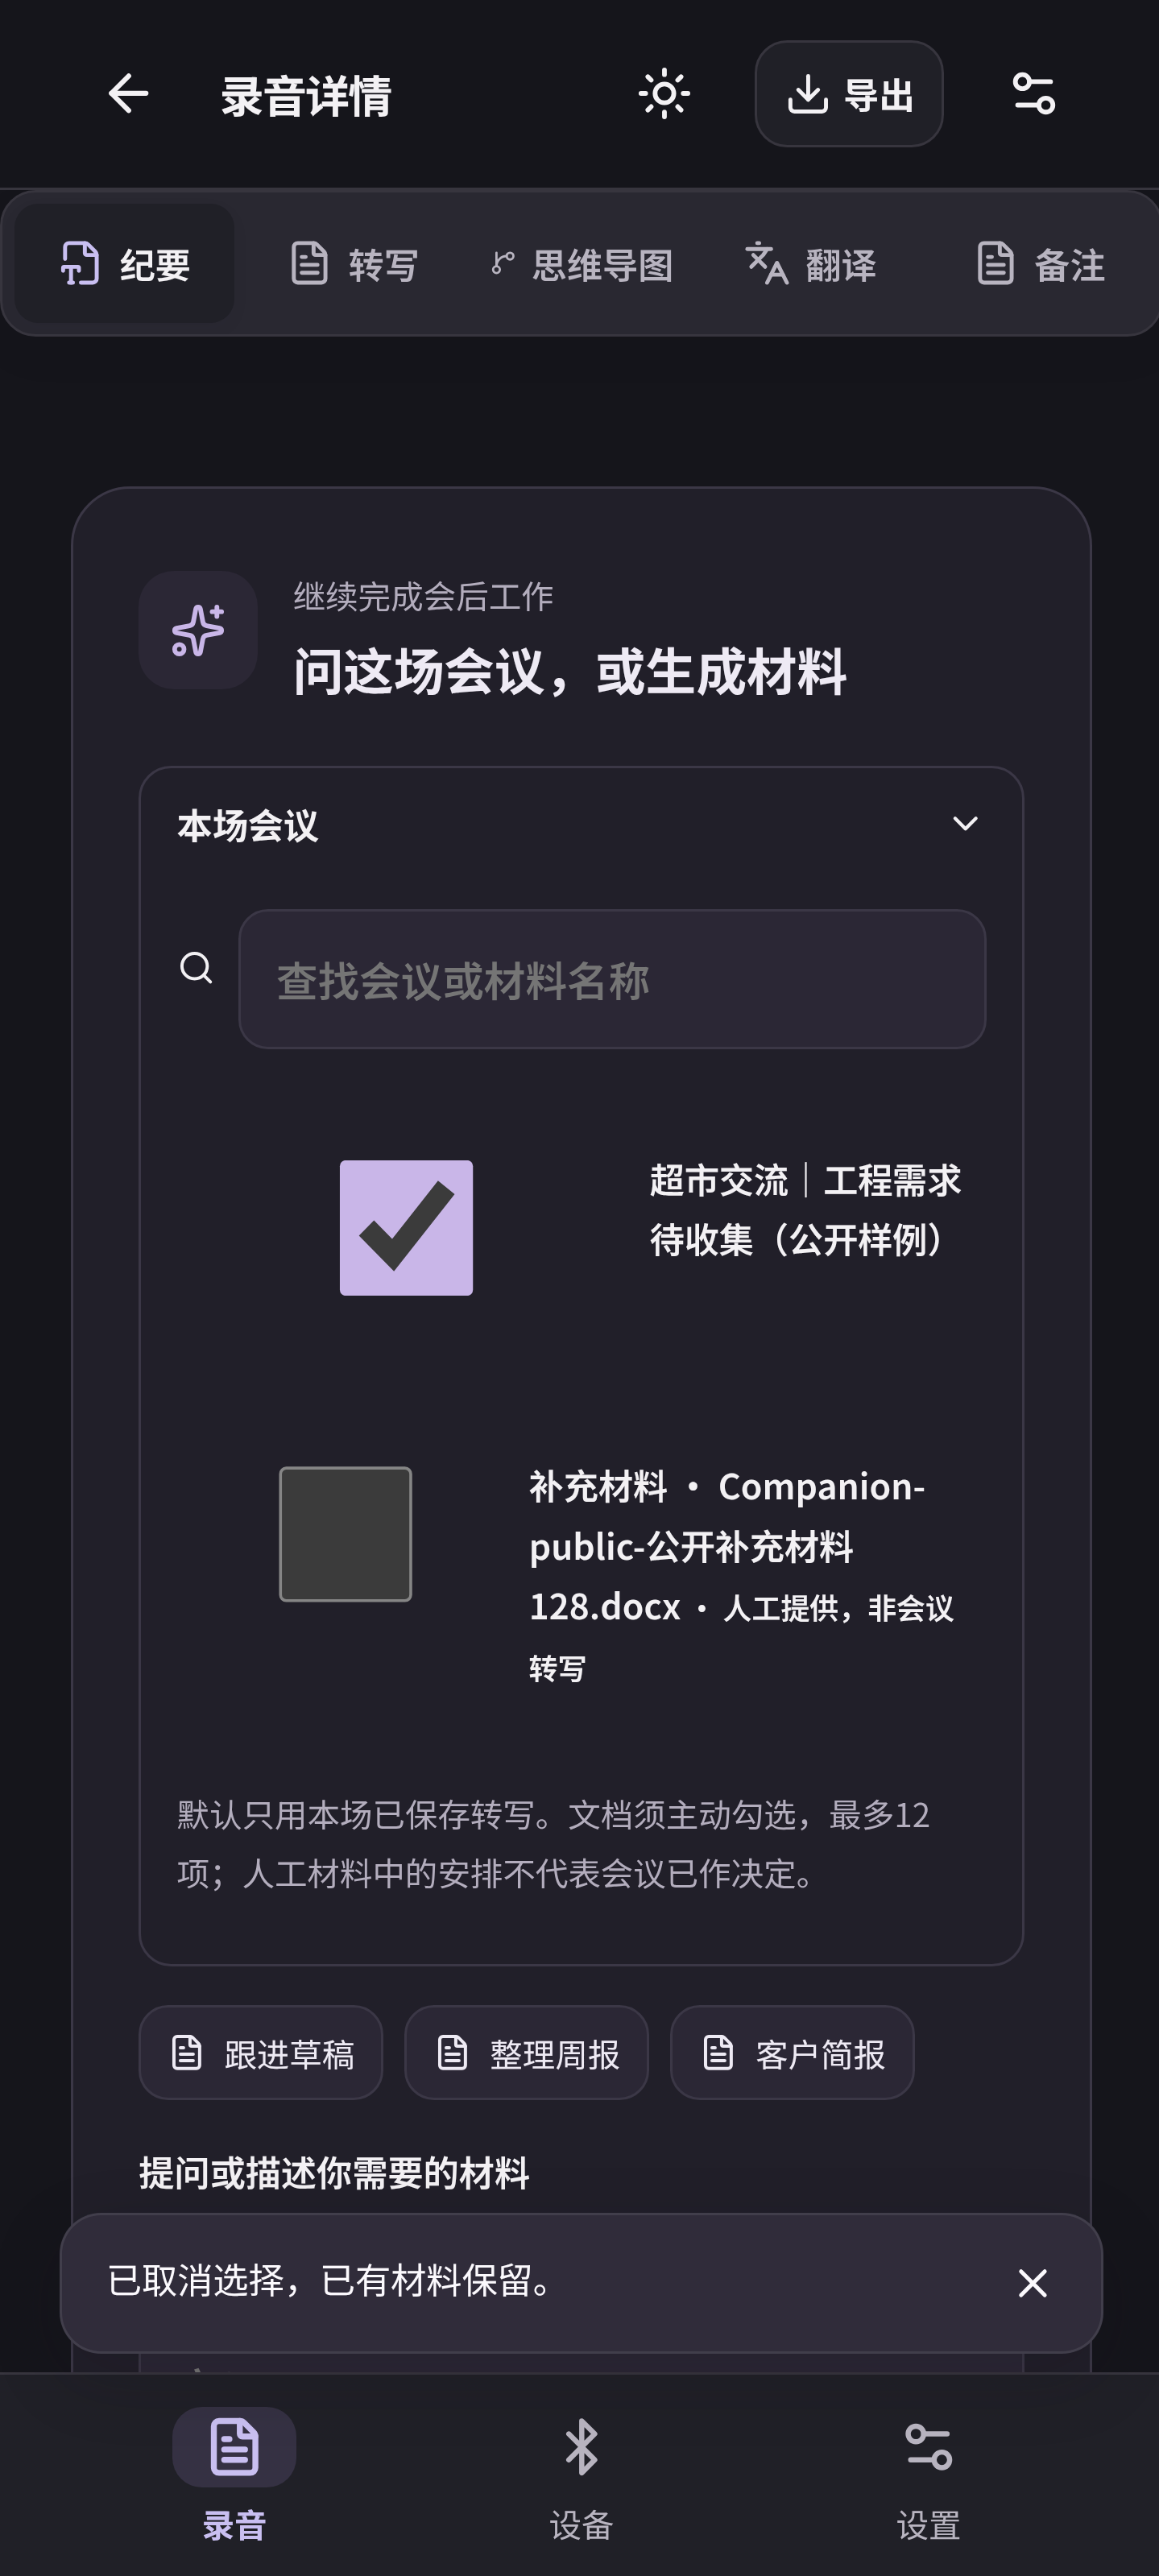 录音详情
导出
纪要
转写
思维导图
翻译
备注
继续完成会后工作
问这场会议，或生成材料
本场会议
查找会议或材料名称
超市交流｜工程需求
待收集（公开样例）
补充材料 · Companion-
public-公开补充材料
128.docx · 人工提供，非会议
转写
默认只用本场已保存转写。文档须主动勾选，最多12
项；人工材料中的安排不代表会议已作决定。
跟进草稿
整理周报
客户简报
提问或描述你需要的材料
已取消选择，已有材料保留。
录音
设备
设置